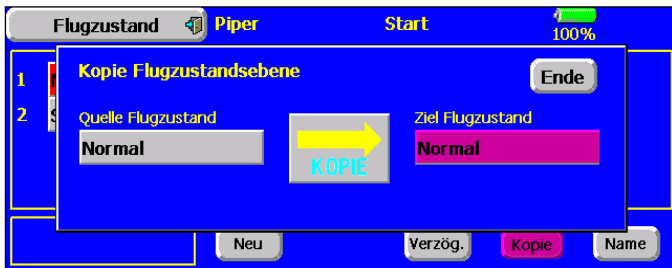 Flugzustand Piper Start 100%
Kopie Flugzustandsebene Ende
1
2
Quelle Flugzustand Ziel Flugzustand
Normal KOPIE Normal
Neu Verzög. Kopie Name